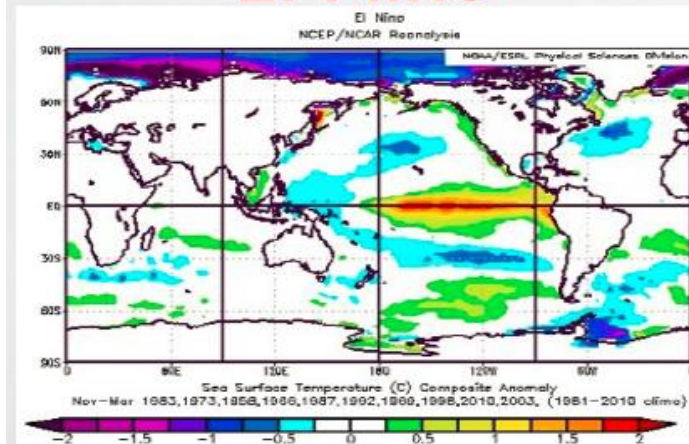 El Nino
NCEP/NCAR Reanalysis
NOAA/ESRL Physical Sciences Division
90N
60N
30N
EQ
30S
60S
90S
0 60E 120E 180 120W 60W 0
Sea Surface Temperature (C) Composite Anomaly
Nov-Mar 1983,1973,1958,1966,1987,1992,1969,1998,2010,2003, (1981-2010 climo)
-2 -1.5 -1 -0.5 0 0.5 1 1.5 2